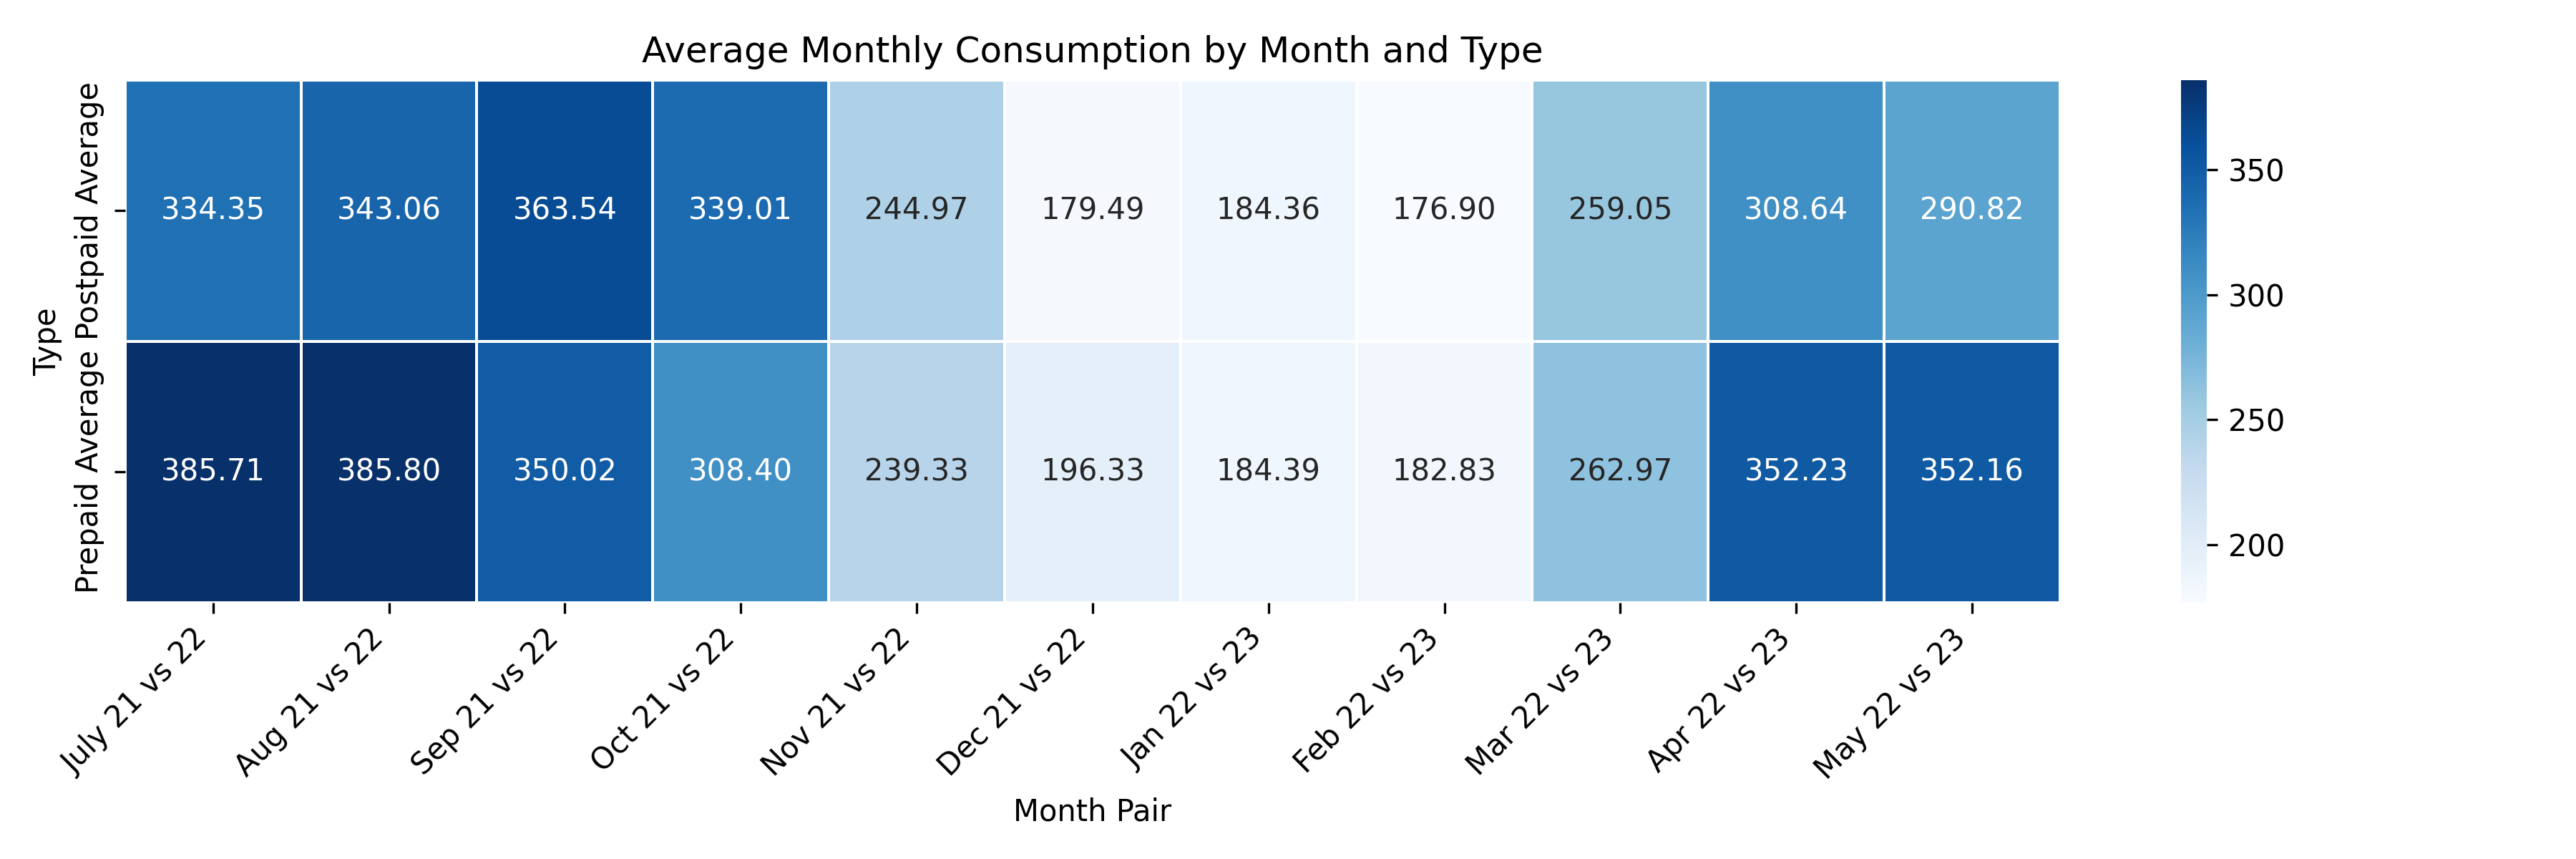 Average Monthly Consumption by Month and Type
Type
Postpaid Average
334.35 343.06 363.54 339.01 244.97 179.49 184.36 176.90 259.05 308.64 290.82
Prepaid Average
385.71 385.80 350.02 308.40 239.33 196.33 184.39 182.83 262.97 352.23 352.16
July 21 vs 22
Aug 21 vs 22
Sep 21 vs 22
Oct 21 vs 22
Nov 21 vs 22
Dec 21 vs 22
Jan 22 vs 23
Feb 22 vs 23
Mar 22 vs 23
Apr 22 vs 23
May 22 vs 23
Month Pair
350
300
250
200